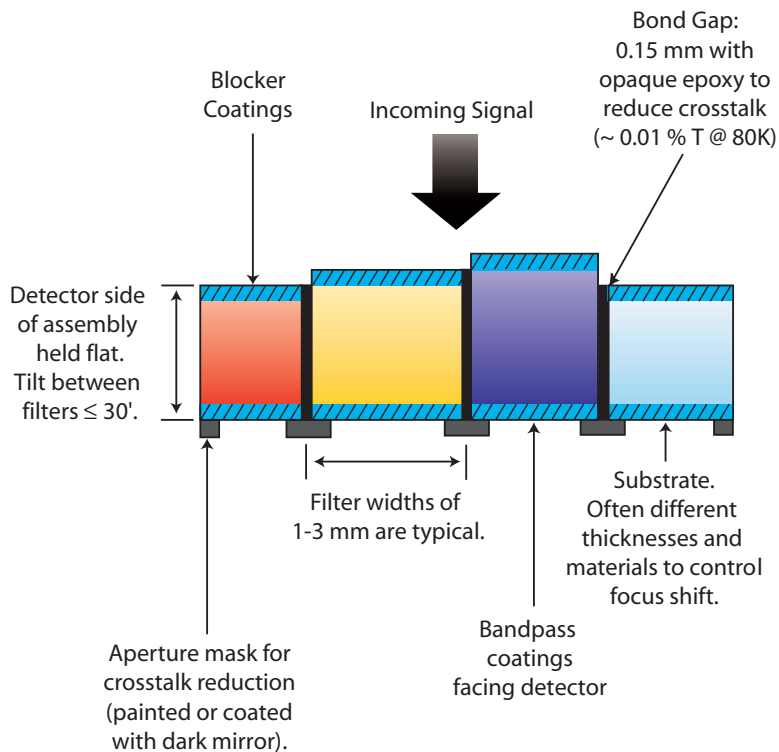 Bond Gap:
0.15 mm with
opaque epoxy to
reduce crosstalk
(~ 0.01 % T @ 80K)
Blocker
Coatings
Incoming Signal
Detector side
of assembly
held flat.
Tilt between
filters ≤ 30'.
Filter widths of
1-3 mm are typical.
Substrate.
Often different
thicknesses and
materials to control
focus shift.
Bandpass
coatings
facing detector
Aperture mask for
crosstalk reduction
(painted or coated
with dark mirror).